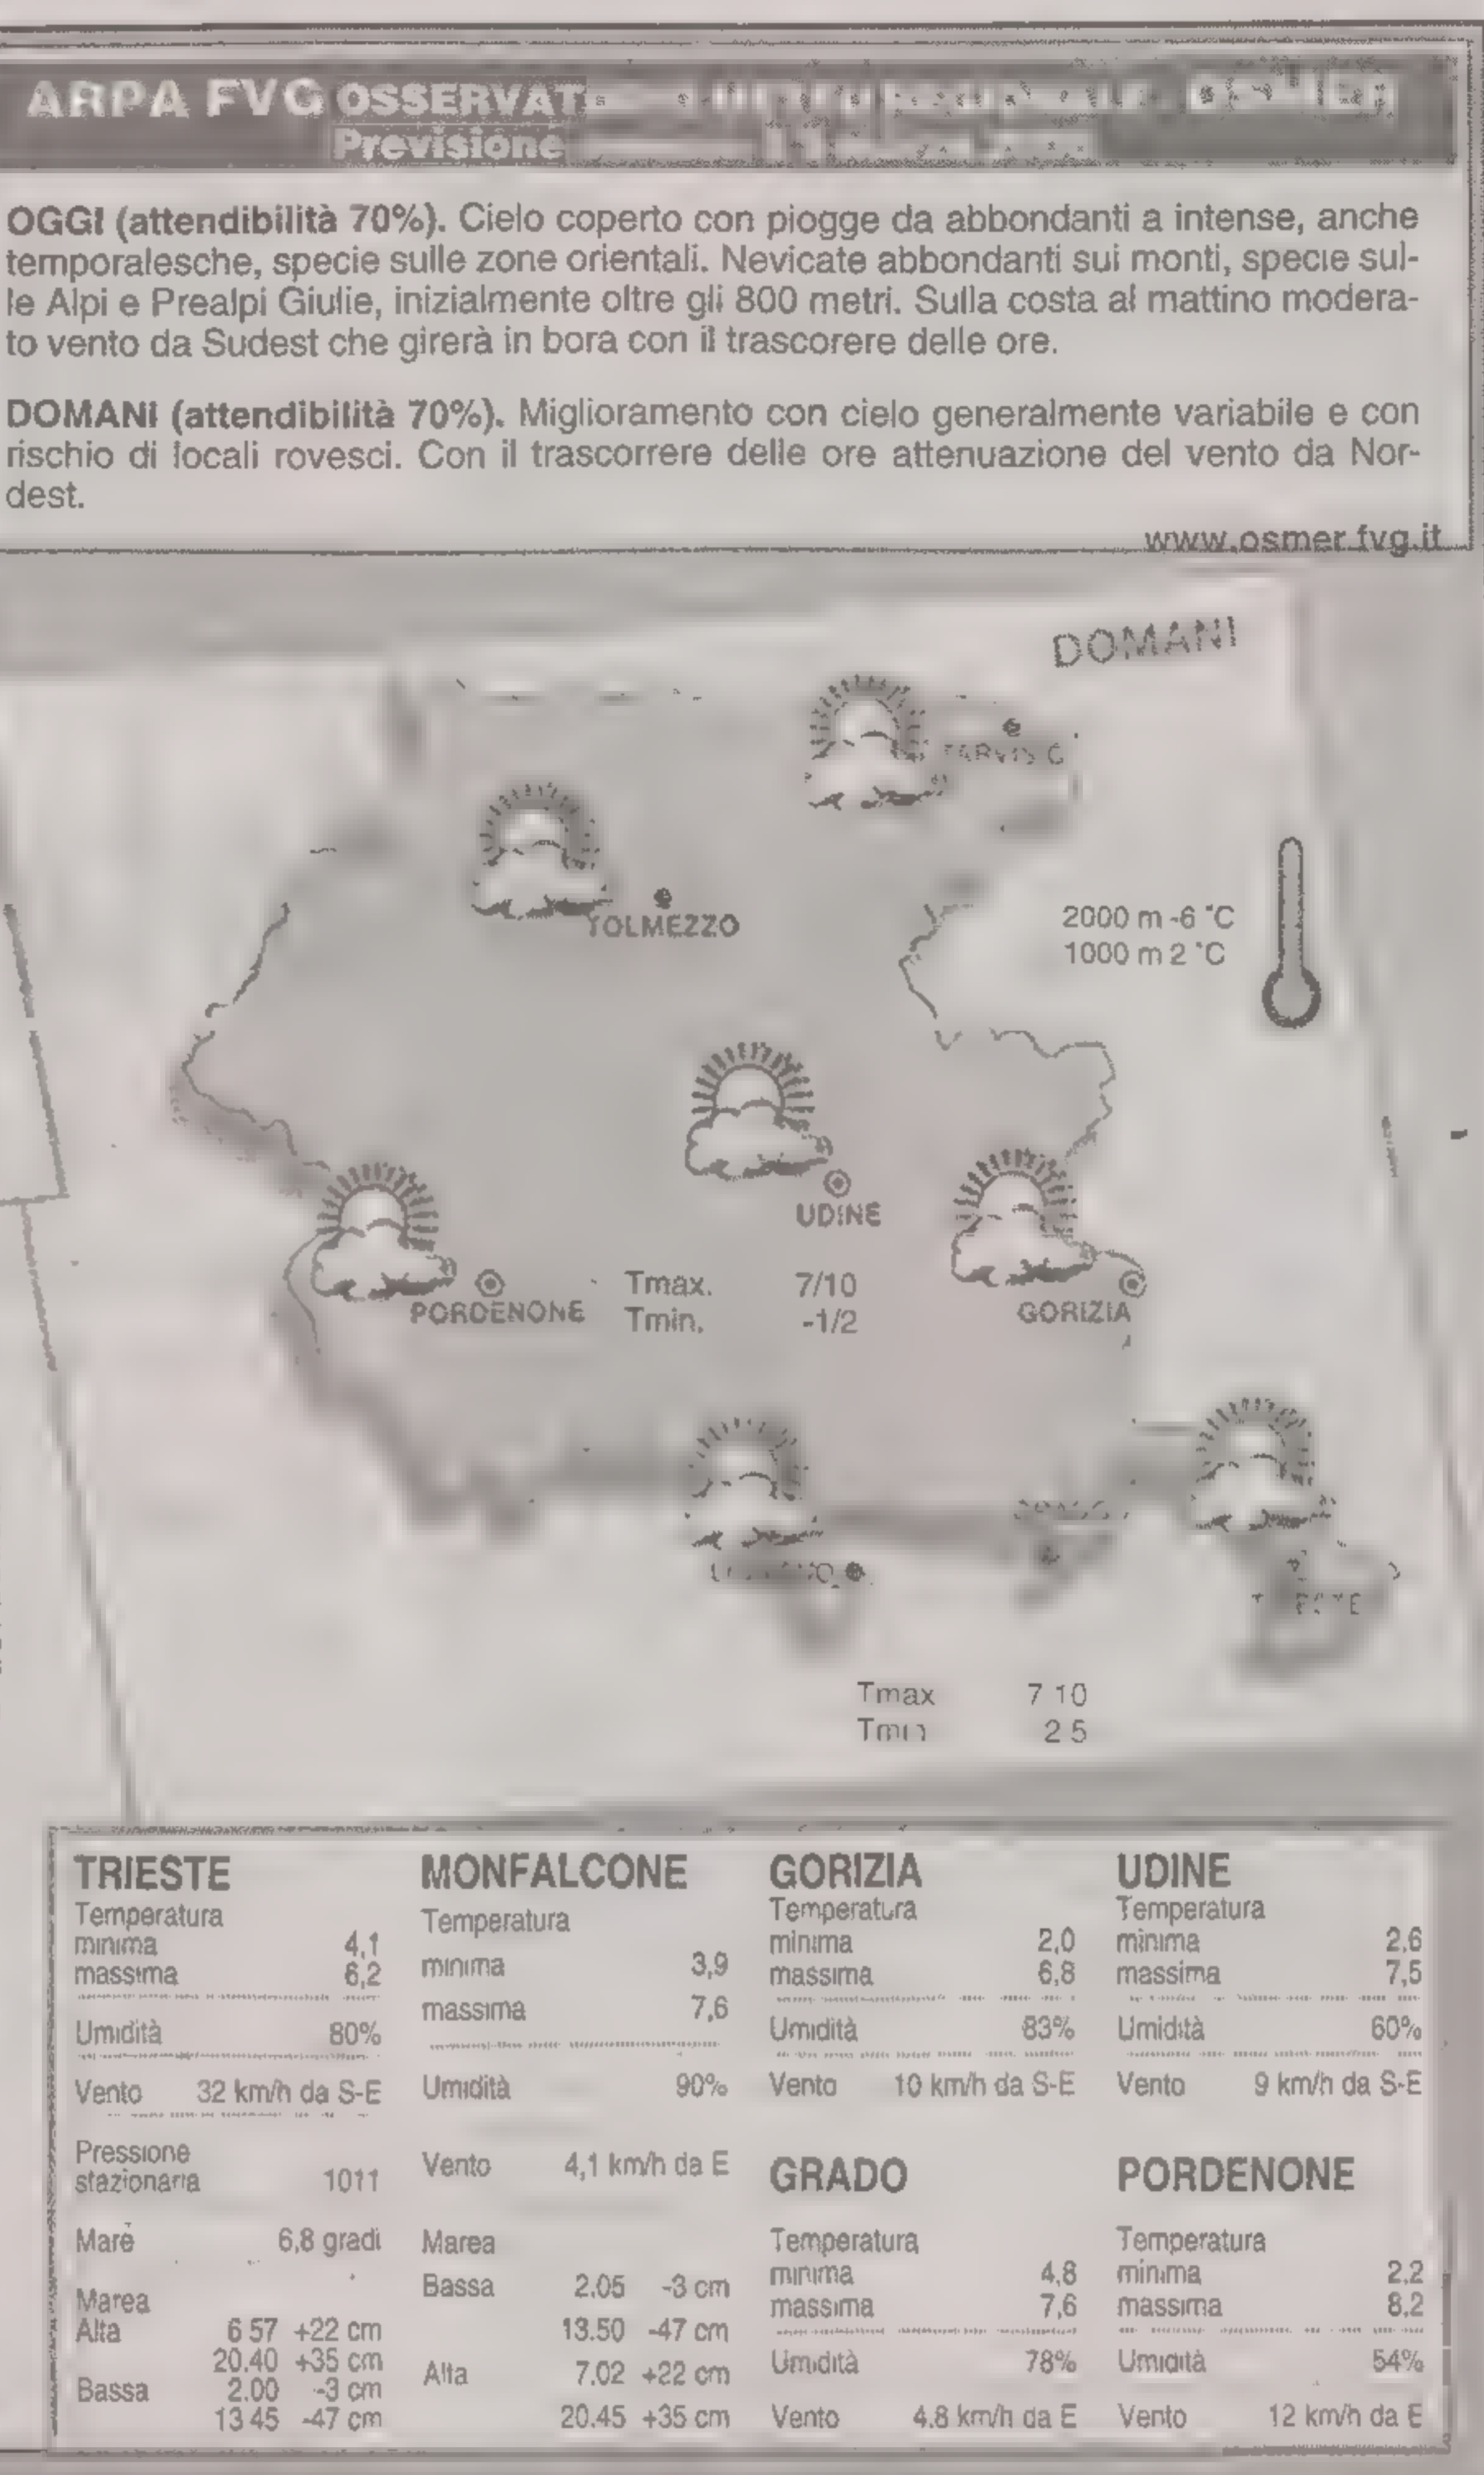 ARPA FVG OSSERVAT
Previsione
OGGI (attendibilità 70%). Cielo coperto con piogge da abbondanti a intense, anche
temporalesche, specie sulle zone orientali. Nevicate abbondanti sui monti, specie sul-
le Alpi e Prealpi Giulie, inizialmente oltre gli 800 metri. Sulla costa al mattino modera-
to vento da Sudest che girerà in bora con il trascorere delle ore.
DOMANI (attendibilità 70%). Miglioramento con cielo generalmente variabile e con
rischio di locali rovesci. Con il trascorrere delle ore attenuazione del vento da Nor-
dest.
www.osmer.fvg.it
DOMANI
TOLMEZZO
2000 m -6 °C
1000 m 2 °C
UDINE
PORDENONE
Tmax. 7/10
Tmin. -1/2
GORIZIA
Tmax 7 10
Tmin 2 5
TRIESTE
Temperatura
minima 4,1
massima 6,2
Umidità 80%
Vento 32 km/h da S-E
Pressione
stazionaria 1011
Mare 6,8 gradi
Marea
Alta 6 57 +22 cm
20.40 +35 cm
Bassa 2.00 -3 cm
13 45 -47 cm
MONFALCONE
Temperatura
minima 3,9
massima 7,6
Umidità 90%
Vento 4,1 km/h da E
Marea
Bassa 2.05 -3 cm
13.50 -47 cm
Alta 7.02 +22 cm
20.45 +35 cm
GORIZIA
Temperatura
minima 2,0
massima 6,8
Umidità 83%
Vento 10 km/h da S-E
GRADO
Temperatura
minima 4,8
massima 7,6
Umidità 78%
Vento 4.8 km/h da E
UDINE
Temperatura
minima 2,6
massima 7,5
Umidità 60%
Vento 9 km/h da S-E
PORDENONE
Temperatura
minima 2,2
massima 8,2
Umidità 54%
Vento 12 km/h da E